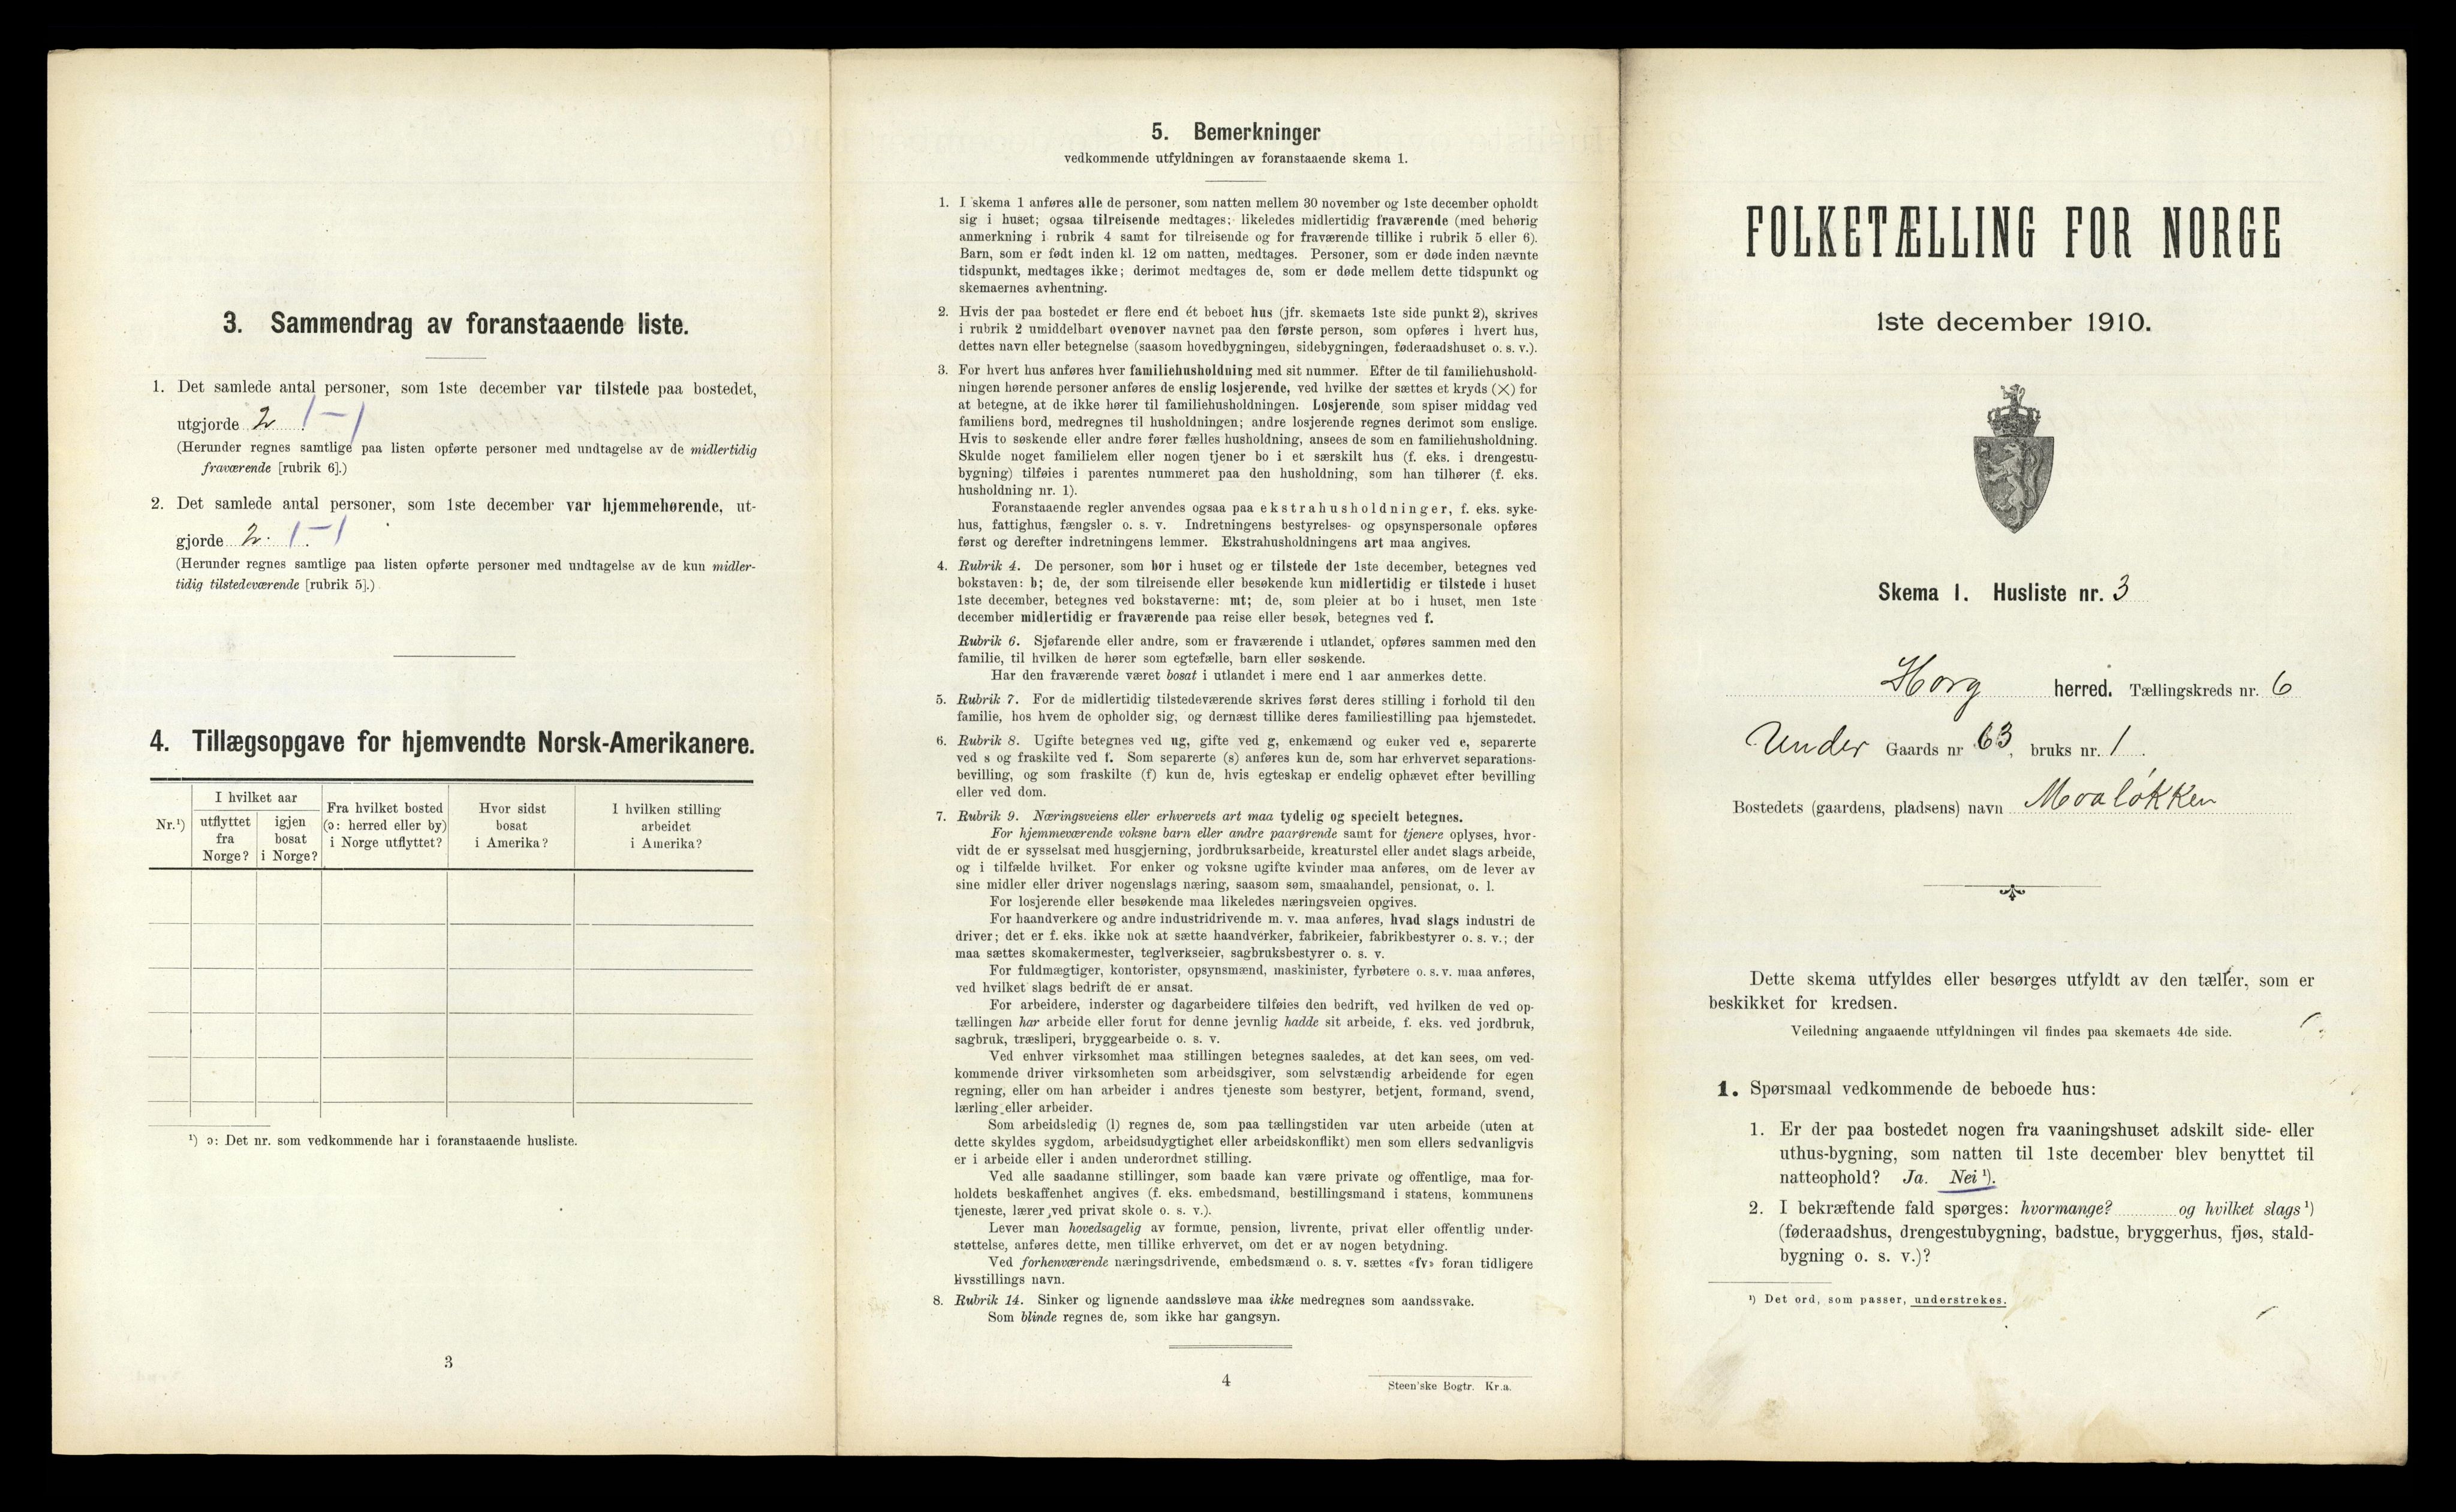 3. Sammendrag av foranstaaende liste.
1. Det samlede antal personer, som 1ste december var tilstede paa bostedet,
utgjorde 2 1-1
(Herunder regnes samtlige paa listen opførte personer med undtagelse av de midlertidig
fraværende [rubrik 6].)
2. Det samlede antal personer, som 1ste december var hjemmehørende, ut-
gjorde 2. 1-1
(Herunder regnes samtlige paa listen opførte personer med undtagelse av de kun midler-
tidig tilstedeværende [rubrik 5].)
4. Tillægsopgave for hjemvendte Norsk-Amerikanere.
Nr.¹)
I hvilket aar
utflyttet
fra
Norge?
igjen
bosat
i Norge?
Fra hvilket bosted
(ɔ: herred eller by)
i Norge utflyttet?
Hvor sidst
bosat
i Amerika?
I hvilken stilling
arbeidet
i Amerika?
¹) ɔ: Det nr. som vedkommende har i foranstaaende husliste.
3
5. Bemerkninger
vedkommende utfyldningen av foranstaaende skema 1.
1. I skema 1 anføres alle de personer, som natten mellem 30 november og 1ste december opholdt
sig i huset; ogsaa tilreisende medtages; likeledes midlertidig fraværende (med behørig
anmerkning i rubrik 4 samt for tilreisende og for fraværende tillike i rubrik 5 eller 6).
Barn, som er født inden kl. 12 om natten, medtages. Personer, som er døde inden nævnte
tidspunkt, medtages ikke; derimot medtages de, som er døde mellem dette tidspunkt og
skemaernes avhentning.
2. Hvis der paa bostedet er flere end ét beboet hus (jfr. skemaets 1ste side punkt 2), skrives
i rubrik 2 umiddelbart ovenover navnet paa den første person, som opføres i hvert hus,
dettes navn eller betegnelse (saasom hovedbygningen, sidebygningen, føderaadshuset o. s. v.).
3. For hvert hus anføres hver familiehusholdning med sit nummer. Efter de til familiehushold-
ningen hørende personer anføres de enslig losjerende, ved hvilke der sættes et kryds (×) for
at betegne, at de ikke hører til familiehusholdningen. Losjerende, som spiser middag ved
familiens bord, medregnes til husholdningen; andre losjerende regnes derimot som enslige.
Hvis to søskende eller andre fører fælles husholdning, ansees de som en familiehusholdning.
Skulde noget familielem eller nogen tjener bo i et særskilt hus (f. eks. i drengestu-
bygning) tilføies i parentes nummeret paa den husholdning, som han tilhører (f. eks.
husholdning nr. 1).
Foranstaaende regler anvendes ogsaa paa ekstrahusholdninger, f. eks. syke-
hus, fattighus, fængsler o. s. v. Indretningens bestyrelses- og opsynspersonale opføres
først og derefter indretningens lemmer. Ekstrahusholdningens art maa angives.
4. Rubrik 4. De personer, som bor i huset og er tilstede der 1ste december, betegnes ved
bokstaven: b; de, der som tilreisende eller besøkende kun midlertidig er tilstede i huset
1ste december, betegnes ved bokstaverne: mt; de, som pleier at bo i huset, men 1ste
december midlertidig er fraværende paa reise eller besøk, betegnes ved f.
Rubrik 6. Sjøfarende eller andre, som er fraværende i utlandet, opføres sammen med den
familie, til hvilken de hører som egtefælle, barn eller søskende.
Har den fraværende været bosat i utlandet i mere end 1 aar anmerkes dette.
5. Rubrik 7. For de midlertidig tilstedeværende skrives først deres stilling i forhold til den
familie, hos hvem de opholder sig, og dernæst tillike deres familiestilling paa hjemstedet.
6. Rubrik 8. Ugifte betegnes ved ug, gifte ved g, enkemænd og enker ved e, separerte
ved s og fraskilte ved f. Som separerte (s) anføres kun de, som har erhvervet separations-
bevilling, og som fraskilte (f) kun de, hvis egteskap er endelig ophævet efter bevilling
eller ved dom.
7. Rubrik 9. Næringsveiens eller erhvervets art maa tydelig og specielt betegnes.
For hjemmeværende voksne barn eller andre paarørende samt for tjenere oplyses, hvor-
vidt de er sysselsat med husgjerning, jordbruksarbeide, kreaturstel eller andet slags arbeide,
og i tilfælde hvilket. For enker og voksne ugifte kvinder maa anføres, om de lever av
sine midler eller driver nogenslags næring, saasom søm, smaahandel, pensionat, o. l.
For losjerende eller besøkende maa likeledes næringsveien opgives.
For haandverkere og andre industridrivende m. v. maa anføres, hvad slags industri de
driver; det er f. eks. ikke nok at sætte haandverker, fabrikeier, fabrikbestyrer o. s. v.; der
maa sættes skomakermester, teglverkseier, sagbruksbestyrer o. s. v.
For fuldmægtiger, kontorister, opsynsmænd, maskinister, fyrbøtere o. s. v. maa anføres,
ved hvilket slags bedrift de er ansat.
For arbeidere, inderster og dagarbeidere tilføies den bedrift, ved hvilken de ved op-
tællingen har arbeide eller forut for denne jevnlig hadde sit arbeide, f. eks. ved jordbruk,
sagbruk, træsliperi, bryggearbeide o. s. v.
Ved enhver virksomhet maa stillingen betegnes saaledes, at det kan sees, om ved-
kommende driver virksomheten som arbeidsgiver, som selvstændig arbeidende for egen
regning, eller om han arbeider i andres tjeneste som bestyrer, betjent, formand, svend,
lærling eller arbeider.
Som arbeidsledig (l) regnes de, som paa tællingstiden var uten arbeide (uten at
dette skyldes sygdom, arbeidsudygtighet eller arbeidskonflikt) men som ellers sedvanligvis
er i arbeide eller i anden underordnet stilling.
Ved alle saadanne stillinger, som baade kan være private og offentlige, maa for-
holdets beskaffenhet angives (f. eks. embedsmand, bestillingsmand i statens, kommunens
tjeneste, lærer ved privat skole o. s. v.).
Lever man hovedsagelig av formue, pension, livrente, privat eller offentlig under-
støttelse, anføres dette, men tillike erhvervet, om det er av nogen betydning.
Ved forhenværende næringsdrivende, embedsmænd o. s. v. sættes «fv» foran tidligere
livsstillings navn.
8. Rubrik 14. Sinker og lignende aandssløve maa ikke medregnes som aandssvake.
Som blinde regnes de, som ikke har gangsyn.
4
Steen'ske Bogtr. Kr.a.
FOLKETÆLLING FOR NORGE
1ste december 1910.
Skema 1. Husliste nr. 3
Horg herred. Tællingskreds nr. 6
Under Gaards nr 63, bruks nr. 1.
Bostedets (gaardens, pladsens) navn Moaløkken
Dette skema utfyldes eller besørges utfyldt av den tæller, som er
beskikket for kredsen.
Veiledning angaaende utfyldningen vil findes paa skemaets 4de side.
1. Spørsmaal vedkommende de beboede hus:
1. Er der paa bostedet nogen fra vaaningshuset adskilt side- eller
uthus-bygning, som natten til 1ste december blev benyttet til
natteophold? Ja. Nei ¹).
2. I bekræftende fald spørges: hvormange? og hvilket slags ¹)
(føderaadshus, drengestubygning, badstue, bryggerhus, fjøs, stald-
bygning o. s. v.)?
¹) Det ord, som passer, understrekes.